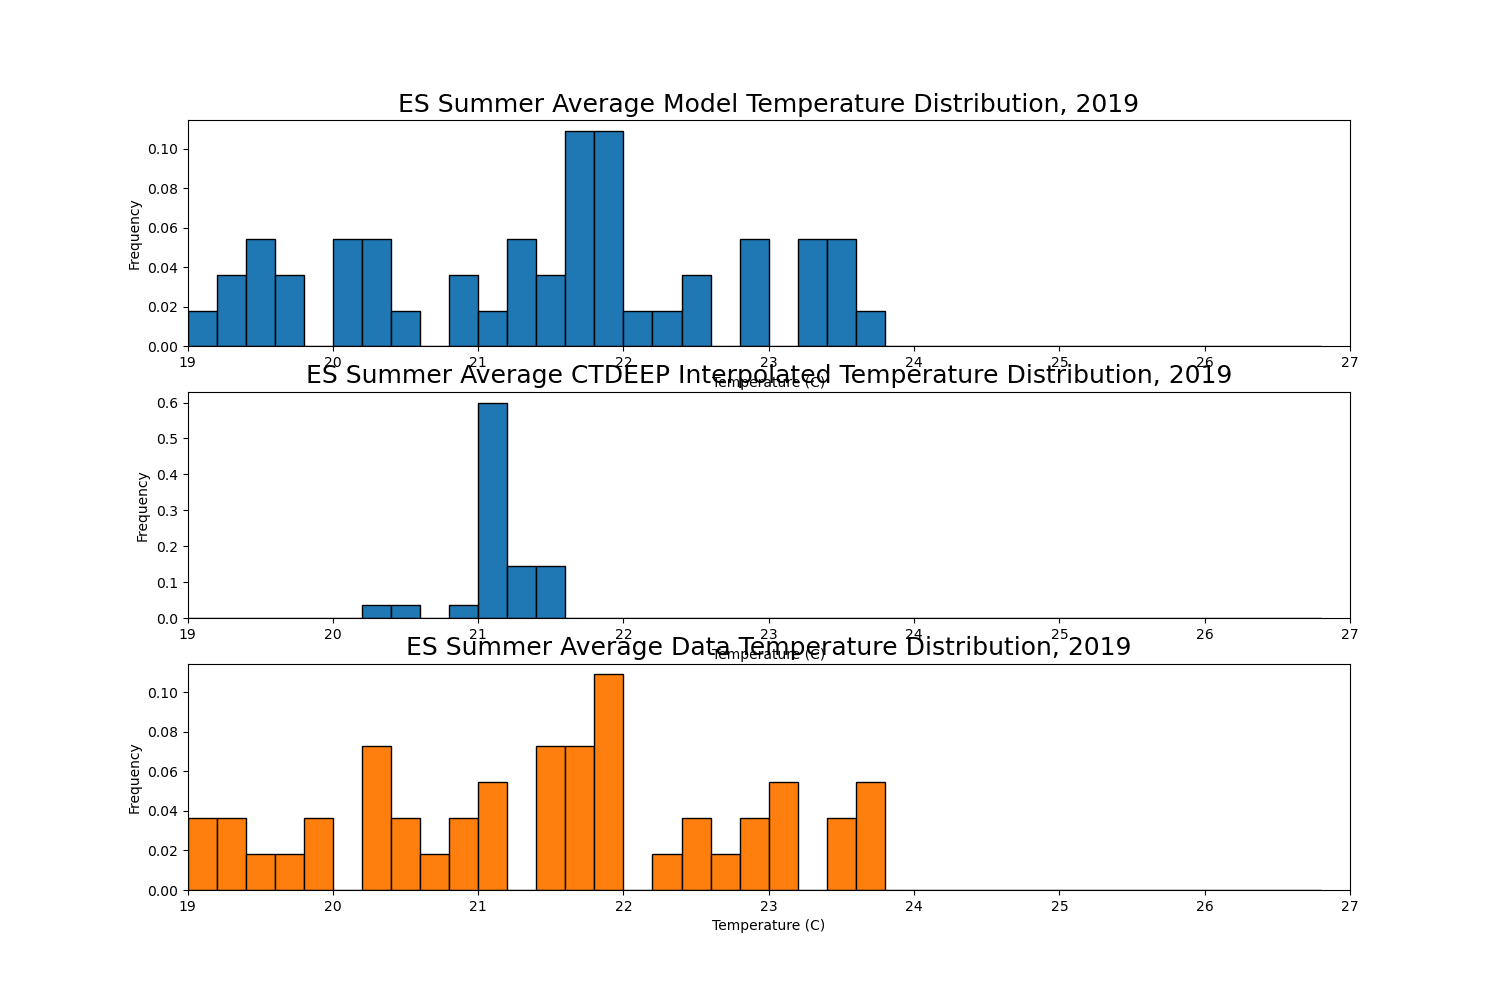 ES Summer Average Model Temperature Distribution, 2019
0.10
0.08
0.06
0.04
0.02
0.00
Frequency
19 20 21 22 23 24 25 26 27
Temperature (C)
ES Summer Average CTDEEP Interpolated Temperature Distribution, 2019
0.6
0.5
0.4
0.3
0.2
0.1
0.0
Frequency
19 20 21 22 23 24 25 26 27
Temperature (C)
ES Summer Average Data Temperature Distribution, 2019
0.10
0.08
0.06
0.04
0.02
0.00
Frequency
19 20 21 22 23 24 25 26 27
Temperature (C)